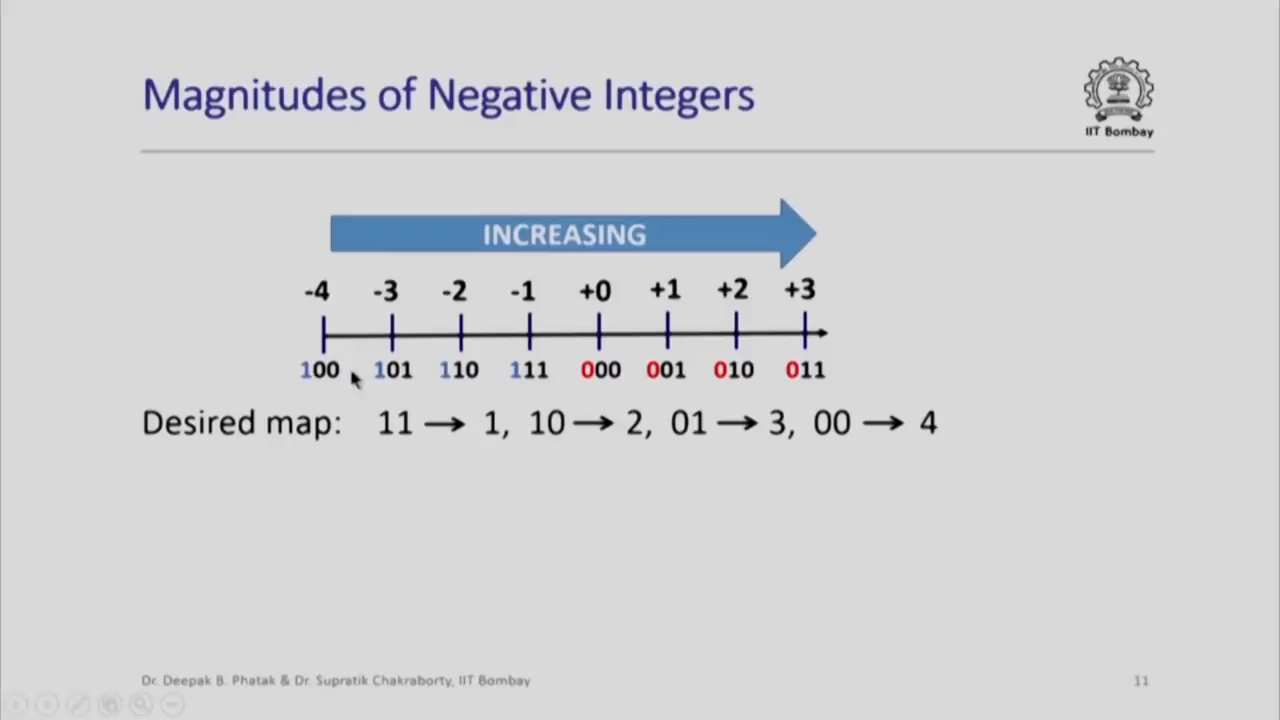 Magnitudes of Negative Integers
IIT Bombay
INCREASING
-4 -3 -2 -1 +0 +1 +2 +3
100 101 110 111 000 001 010 011
Desired map: 11 → 1, 10 → 2, 01 → 3, 00 → 4
Dr. Deepak B. Phatak & Dr. Supratik Chakraborty, IIT Bombay 11